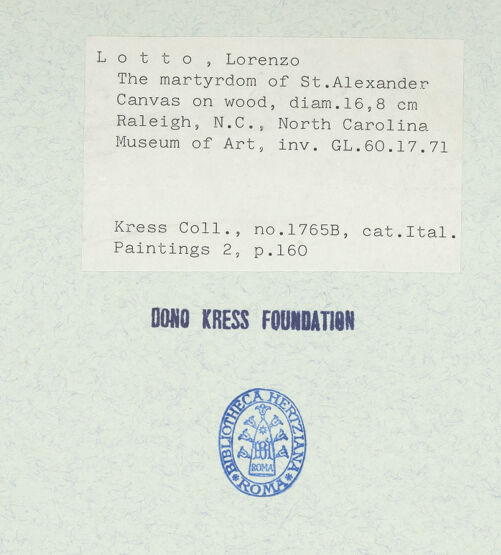 L o t t o , Lorenzo
The martyrdom of St.Alexander
Canvas on wood, diam.16,8 cm
Raleigh, N.C., North Carolina
Museum of Art, inv. GL.60.17.71
Kress Coll., no.1765B, cat.Ital.
Paintings 2, p.160
DONO KRESS FOUNDATION
BIBLIOTHECA HERTZIANA
ROMA
ROMA